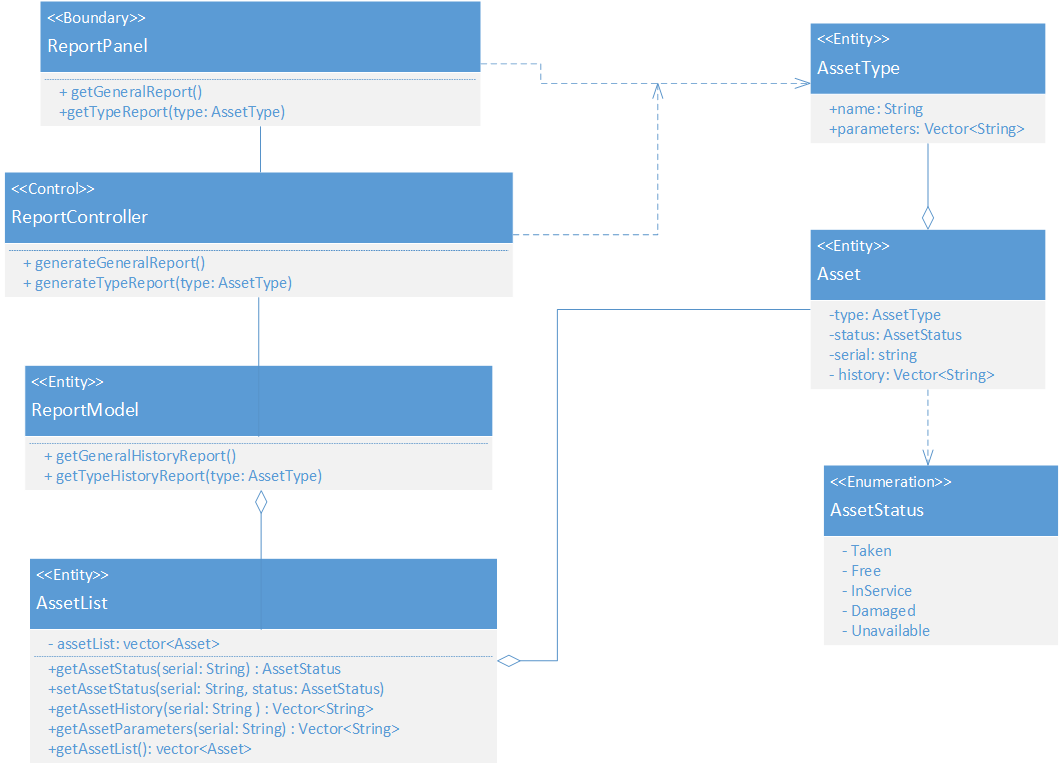 <<Boundary>>
ReportPanel
+ getGeneralReport()
+getTypeReport(type: AssetType)
<<Control>>
ReportController
+ generateGeneralReport()
+ generateTypeReport(type: AssetType)
<<Entity>>
ReportModel
+ getGeneralHistoryReport()
+ getTypeHistoryReport(type: AssetType)
<<Entity>>
AssetList
- assetList: vector<Asset>
+getAssetStatus(serial: String) : AssetStatus
+setAssetStatus(serial: String, status: AssetStatus)
+getAssetHistory(serial: String ) : Vector<String>
+getAssetParameters(serial: String) : Vector<String>
+getAssetList(): vector<Asset>
<<Entity>>
AssetType
+name: String
+parameters: Vector<String>
<<Entity>>
Asset
-type: AssetType
-status: AssetStatus
-serial: string
- history: Vector<String>
<<Enumeration>>
AssetStatus
- Taken
- Free
- InService
- Damaged
- Unavailable